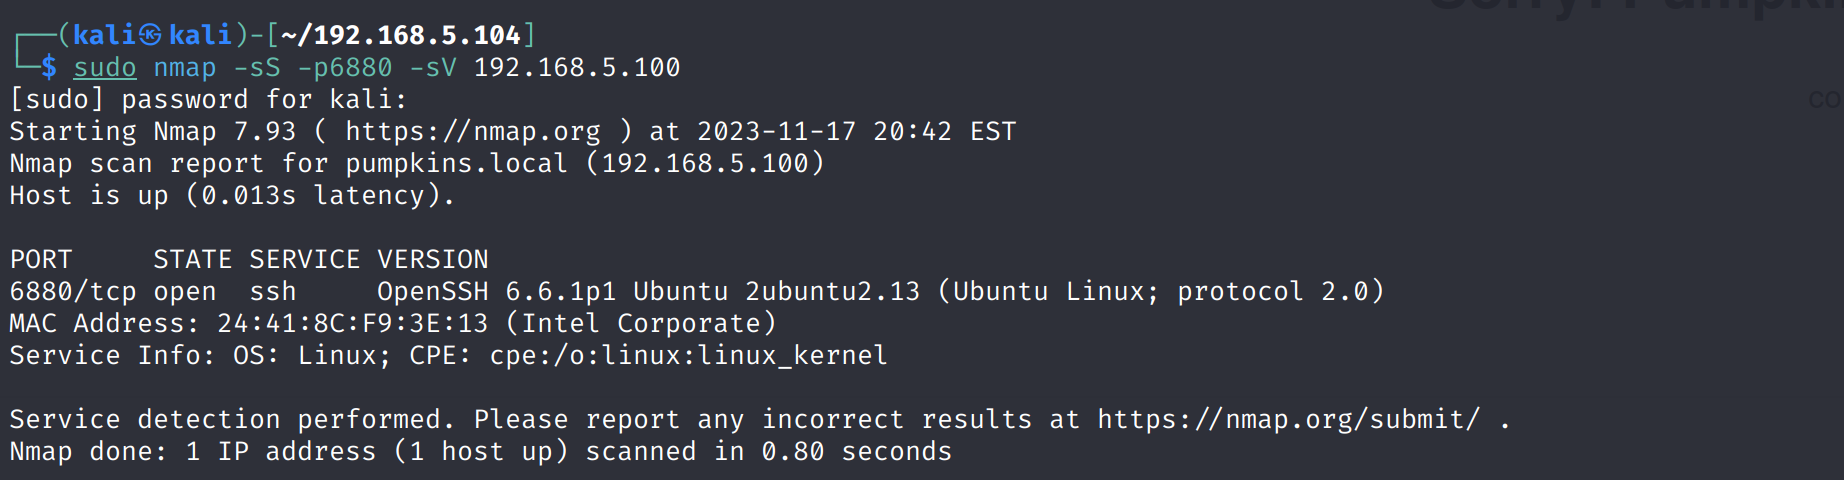 Sorry! Pumpkin
┌──(kali㉿kali)-[~/192.168.5.104]
co
└─$ sudo nmap -sS -p6880 -sV 192.168.5.100
[sudo] password for kali:
Starting Nmap 7.93 ( https://nmap.org ) at 2023-11-17 20:42 EST
Nmap scan report for pumpkins.local (192.168.5.100)
Host is up (0.013s latency).

PORT     STATE SERVICE VERSION
6880/tcp open  ssh     OpenSSH 6.6.1p1 Ubuntu 2ubuntu2.13 (Ubuntu Linux; protocol 2.0)
MAC Address: 24:41:8C:F9:3E:13 (Intel Corporate)
Service Info: OS: Linux; CPE: cpe:/o:linux:linux_kernel

Service detection performed. Please report any incorrect results at https://nmap.org/submit/ .
Nmap done: 1 IP address (1 host up) scanned in 0.80 seconds